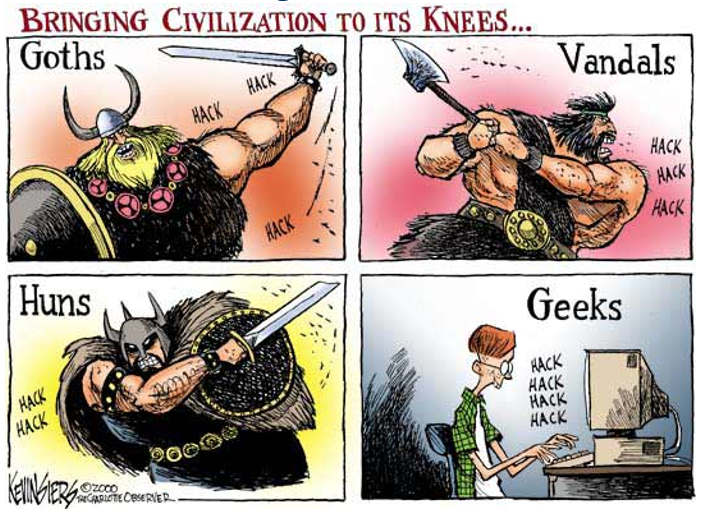 BRINGING CIVILIZATION TO ITS KNEES...
Goths
HACK
HACK
HACK
Vandals
HACK
HACK
HACK
Huns
HACK
HACK
KEVIN SIERS ©2000
THE CHARLOTTE OBSERVER
Geeks
HACK
HACK
HACK
HACK